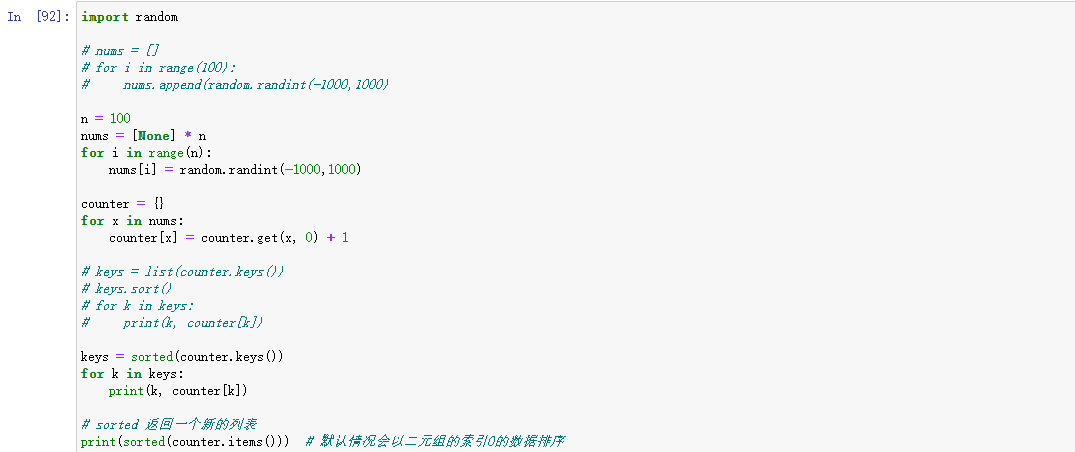 In [92]: import random
# nums = []
# for i in range(100):
#     nums.append(random.randint(-1000,1000)
n = 100
nums = [None] * n
for i in range(n):
    nums[i] = random.randint(-1000,1000)
counter = {}
for x in nums:
    counter[x] = counter.get(x, 0) + 1
# keys = list(counter.keys())
# keys.sort()
# for k in keys:
#     print(k, counter[k])
keys = sorted(counter.keys())
for k in keys:
    print(k, counter[k])
# sorted 返回一个新的列表
print(sorted(counter.items()))  # 默认情况会以二元组的索引0的数据排序